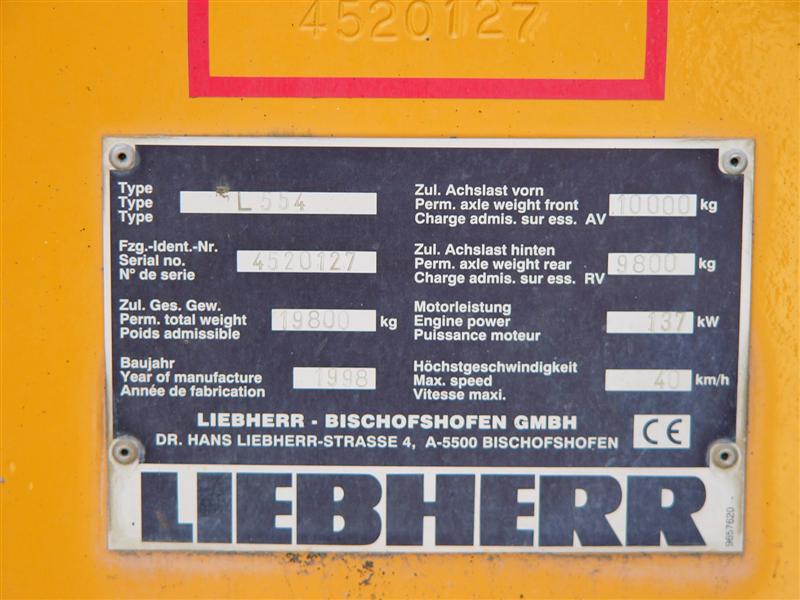 4520127
Type
Type L554
Type
Zul. Achslast vorn
Perm. axle weight front 10000 kg
Charge admis. sur ess. AV
Fzg.-Ident.-Nr.
Serial no. 4520127
N° de serie
Zul. Achslast hinten
Perm. axle weight rear 9800 kg
Charge admis. sur ess. RV
Zul. Ges. Gew.
Perm. total weight 19800 kg
Poids admissible
Motorleistung
Engine power 137 kW
Puissance moteur
Baujahr
Year of manufacture 1998
Année de fabrication
Höchstgeschwindigkeit
Max. speed 40 km/h
Vitesse maxi.
LIEBHERR - BISCHOFSHOFEN GMBH
DR. HANS LIEBHERR-STRASSE 4, A-5500 BISCHOFSHOFEN
CE
LIEBHERR
9657620